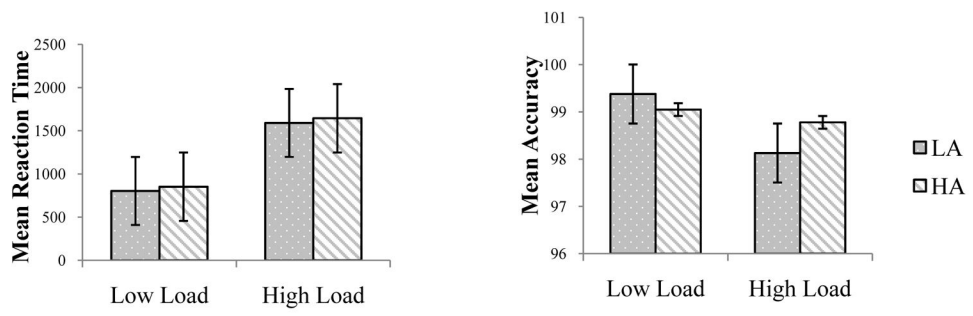 Mean Reaction Time
2500
2000
1500
1000
500
0
Low Load
High Load
Mean Accuracy
101
100
99
98
97
96
Low Load
High Load
LA
HA